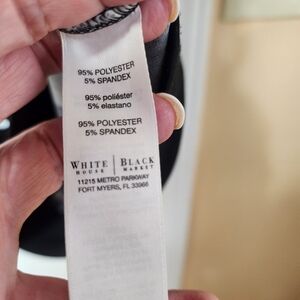 95% POLYESTER
5% SPANDEX
95% poliéster
5% elastano
95% POLYESTER
5% SPANDEX
WHITE | BLACK
HOUSE | MARKET
11215 METRO PARKWAY
FORT MYERS, FL 33966